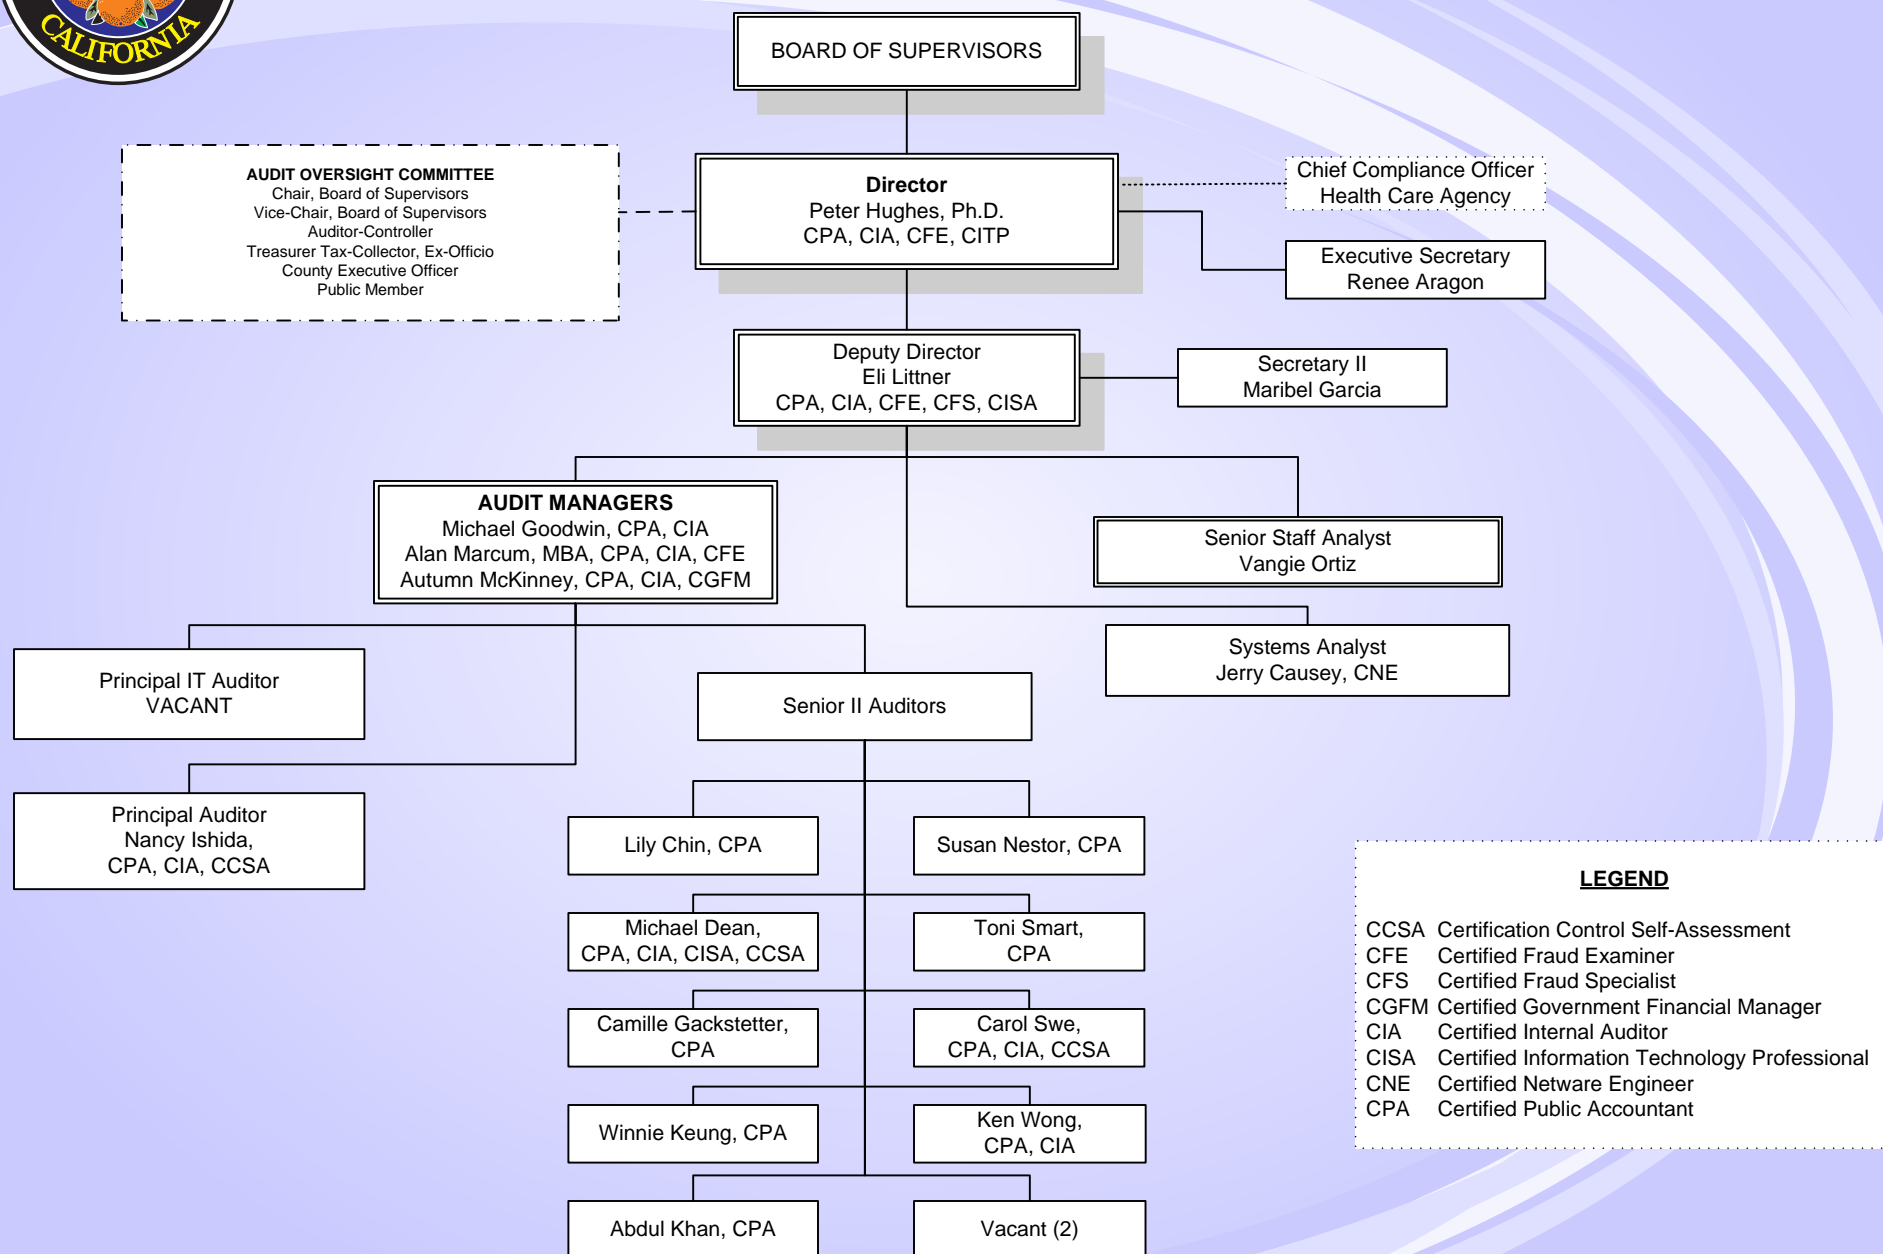 CALIFORNIA
BOARD OF SUPERVISORS
AUDIT OVERSIGHT COMMITTEE
Chair, Board of Supervisors
Vice-Chair, Board of Supervisors
Auditor-Controller
Treasurer Tax-Collector, Ex-Officio
County Executive Officer
Public Member
Director
Peter Hughes, Ph.D.
CPA, CIA, CFE, CITP
Chief Compliance Officer
Health Care Agency
Executive Secretary
Renee Aragon
Deputy Director
Eli Littner
CPA, CIA, CFE, CFS, CISA
Secretary II
Maribel Garcia
AUDIT MANAGERS
Michael Goodwin, CPA, CIA
Alan Marcum, MBA, CPA, CIA, CFE
Autumn McKinney, CPA, CIA, CGFM
Senior Staff Analyst
Vangie Ortiz
Systems Analyst
Jerry Causey, CNE
Principal IT Auditor
VACANT
Senior II Auditors
Principal Auditor
Nancy Ishida,
CPA, CIA, CCSA
Lily Chin, CPA
Susan Nestor, CPA
Michael Dean,
CPA, CIA, CISA, CCSA
Toni Smart,
CPA
Camille Gackstetter,
CPA
Carol Swe,
CPA, CIA, CCSA
Winnie Keung, CPA
Ken Wong,
CPA, CIA
Abdul Khan, CPA
Vacant (2)
LEGEND
CCSA Certification Control Self-Assessment
CFE Certified Fraud Examiner
CFS Certified Fraud Specialist
CGFM Certified Government Financial Manager
CIA Certified Internal Auditor
CISA Certified Information Technology Professional
CNE Certified Netware Engineer
CPA Certified Public Accountant